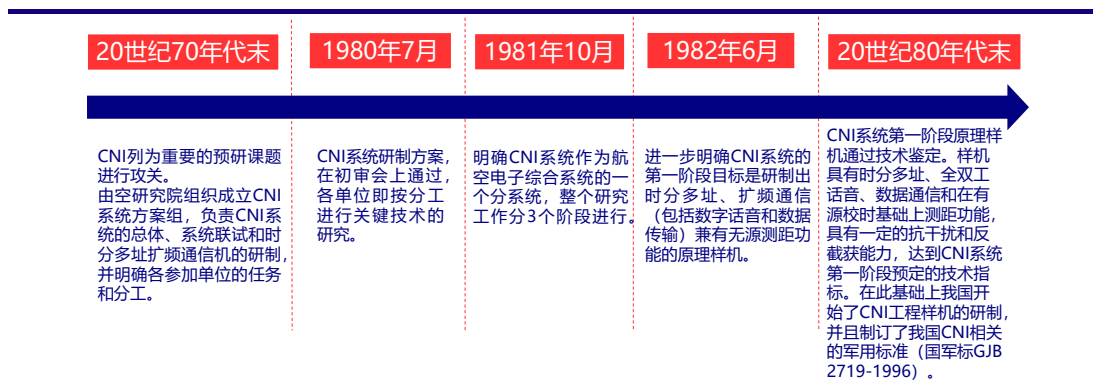 20世纪70年代末
1980年7月
1981年10月
1982年6月
20世纪80年代末
CNI列为重要的预研课题
进行攻关。
由空研究院组织成立CNI
系统方案组，负责CNI系
统的总体、系统联试和时
分多址扩频通信机的研制，
并明确各参加单位的任务
和分工。
CNI系统研制方案，
在初审会上通过，
各单位即按分工
进行关键技术的
研究。
明确CNI系统作为航
空电子综合系统的一
个分系统，整个研究
工作分3个阶段进行。
进一步明确CNI系统的
第一阶段目标是研制出
时分多址、扩频通信
（包括数字话音和数据
传输）兼有无源测距功
能的原理样机。
CNI系统第一阶段原理样
机通过技术鉴定。样机
具有时分多址、全双工
话音、数据通信和在有
源校时基础上测距功能，
具有一定的抗干扰和反
截获能力，达到CNI系统
第一阶段预定的技术指
标。在此基础上我国开
始了CNI工程样机的研制，
并且制订了我国CNI相关
的军用标准（国军标GJB
2719-1996）。